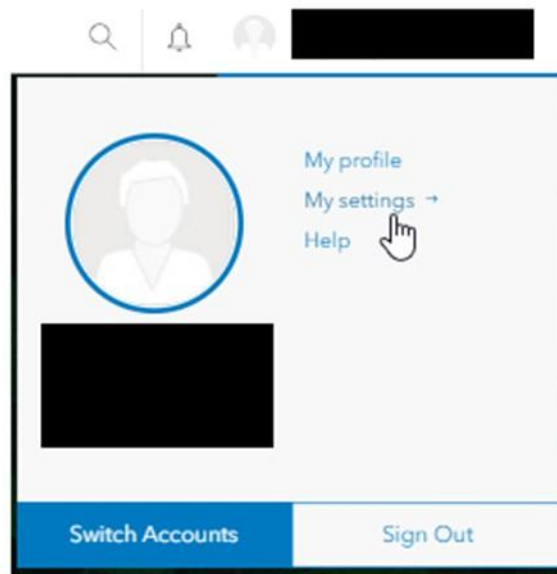 My profile
My settings →
Help
Switch Accounts
Sign Out